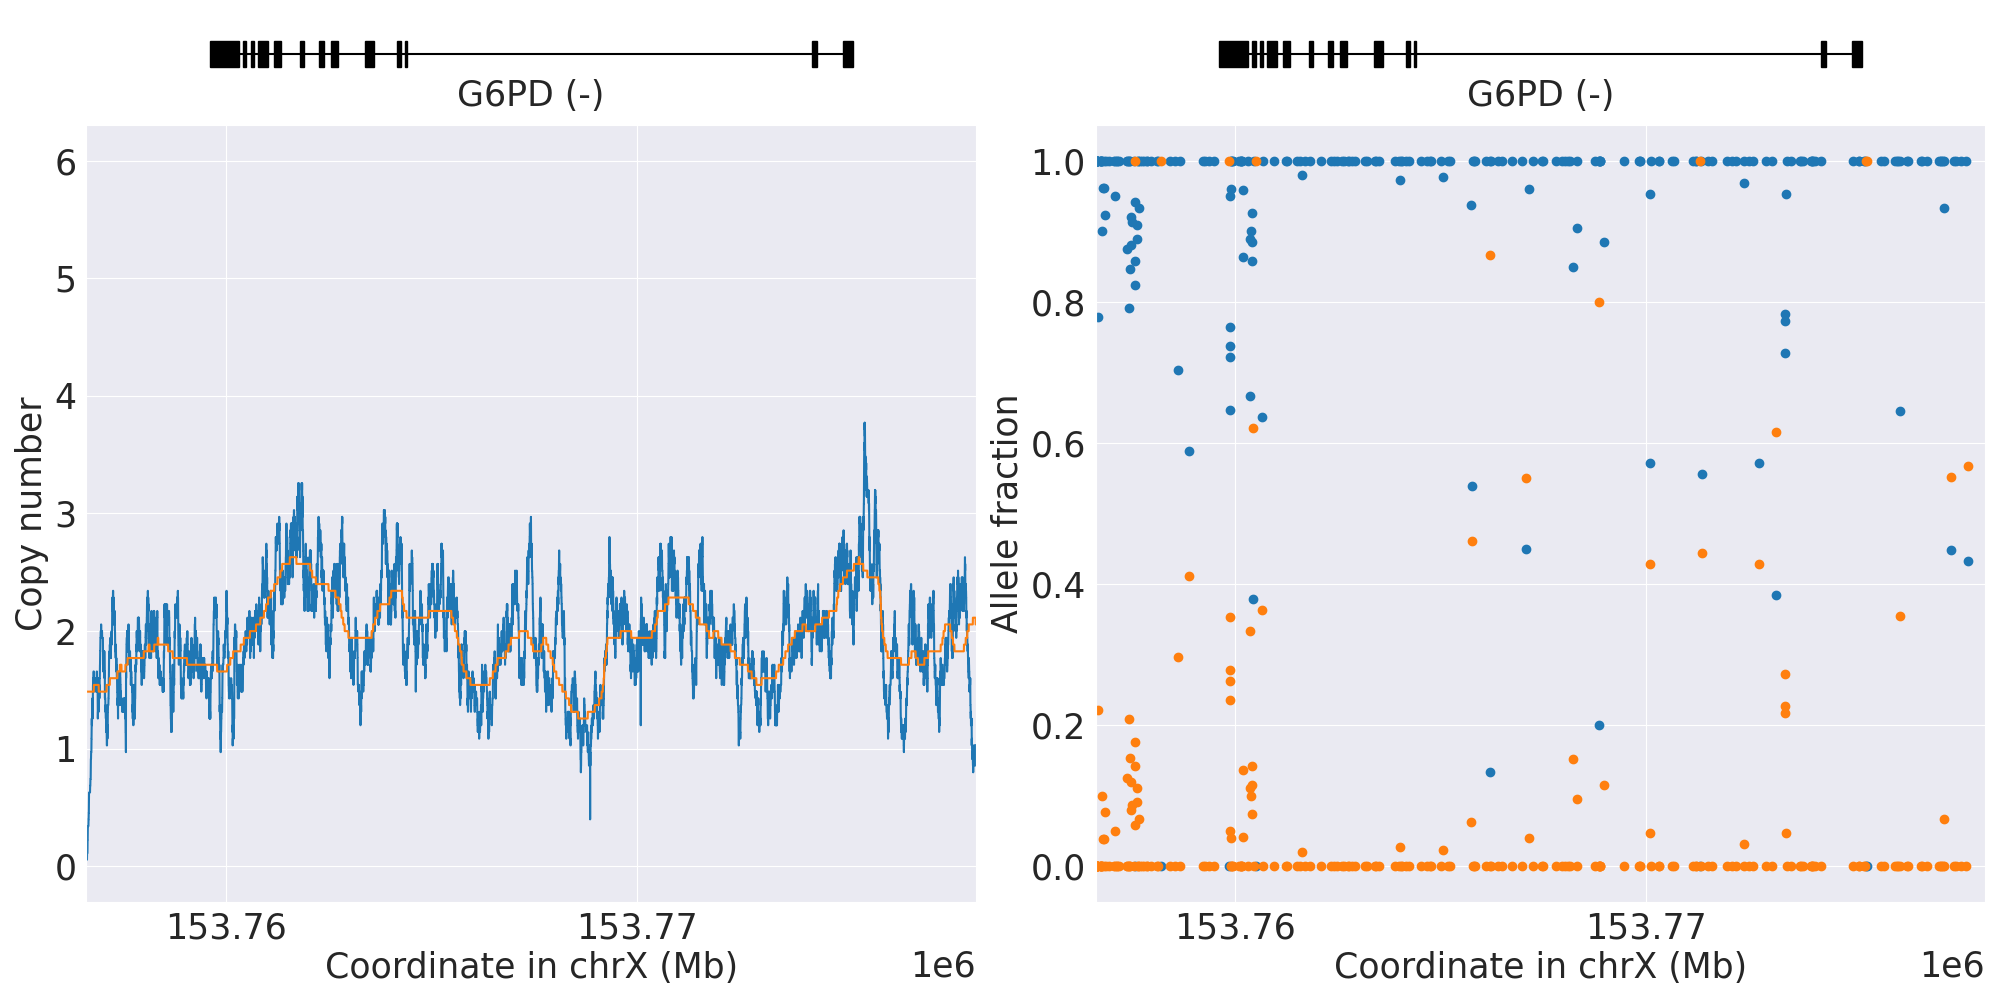 G6PD (-)
G6PD (-)
Copy number
6
5
4
3
2
1
0
153.76
153.77
Coordinate in chrX (Mb)
1e6
Allele fraction
1.0
0.8
0.6
0.4
0.2
0.0
153.76
153.77
Coordinate in chrX (Mb)
1e6